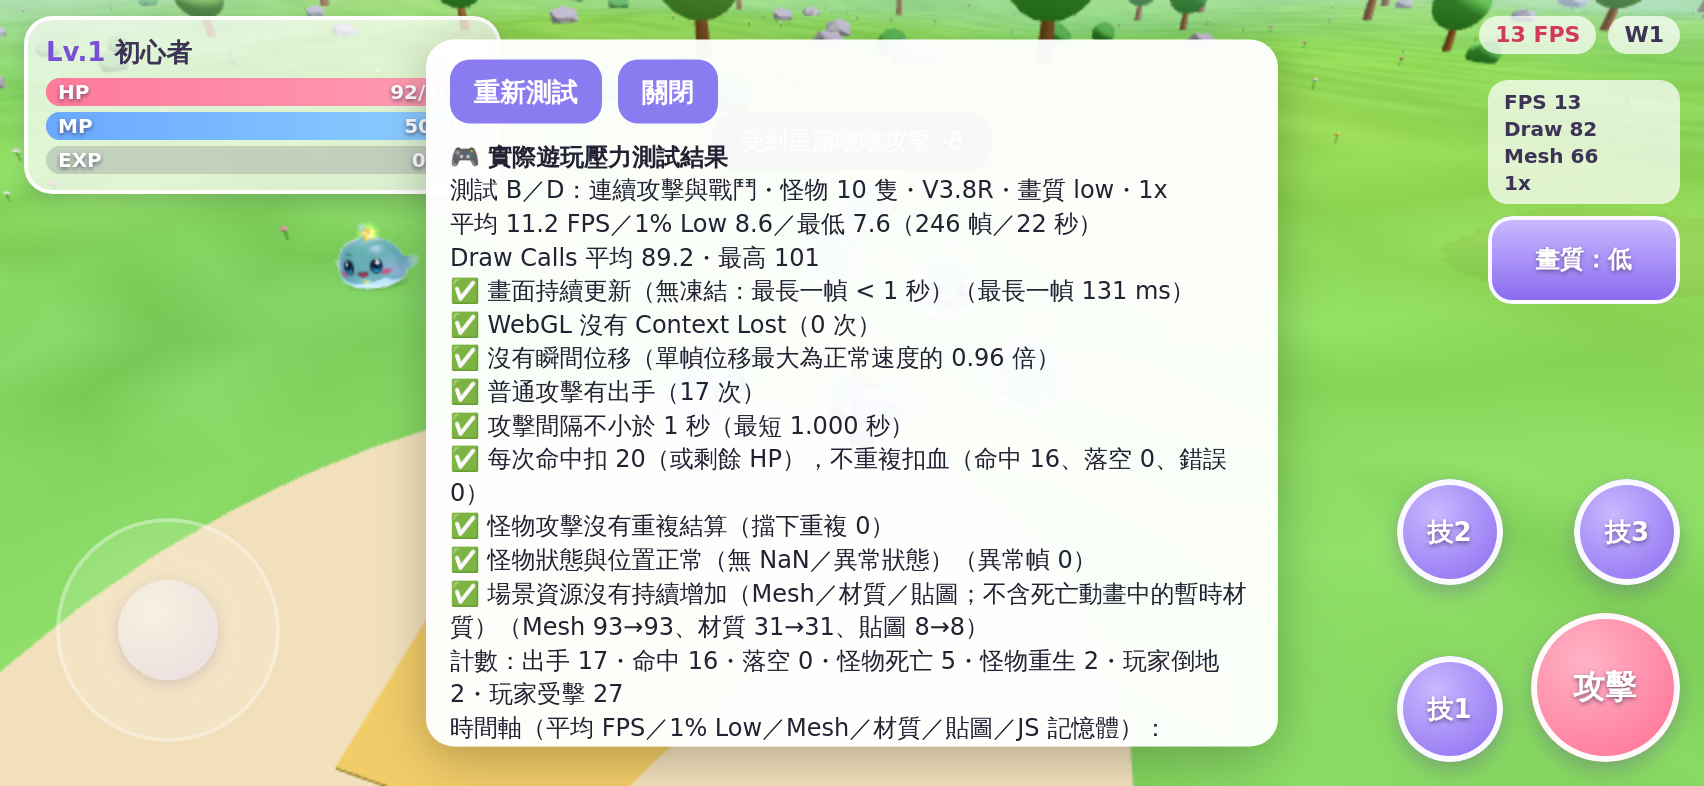 Lv.1 初心者
HP 92/
MP 50/50
EXP 0
重新測試 關閉
受到星露啵啵攻擊 -8
🎮 實際遊玩壓力測試結果
測試 B／D：連續攻擊與戰鬥・怪物 10 隻・V3.8R・畫質 low・1x
平均 11.2 FPS／1% Low 8.6／最低 7.6（246 幀／22 秒）
Draw Calls 平均 89.2・最高 101
✅ 畫面持續更新（無凍結：最長一幀 < 1 秒）（最長一幀 131 ms）
✅ WebGL 沒有 Context Lost（0 次）
✅ 沒有瞬間位移（單幀位移最大為正常速度的 0.96 倍）
✅ 普通攻擊有出手（17 次）
✅ 攻擊間隔不小於 1 秒（最短 1.000 秒）
✅ 每次命中扣 20（或剩餘 HP），不重複扣血（命中 16、落空 0、錯誤
0）
✅ 怪物攻擊沒有重複結算（擋下重複 0）
✅ 怪物狀態與位置正常（無 NaN／異常狀態）（異常幀 0）
✅ 場景資源沒有持續增加（Mesh／材質／貼圖；不含死亡動畫中的暫時材
質）（Mesh 93→93、材質 31→31、貼圖 8→8）
計數：出手 17・命中 16・落空 0・怪物死亡 5・怪物重生 2・玩家倒地
2・玩家受擊 27
時間軸（平均 FPS／1% Low／Mesh／材質／貼圖／JS 記憶體）：
13 FPS W1
FPS 13
Draw 82
Mesh 66
1x
畫質：低
技2 技3
技1 攻擊